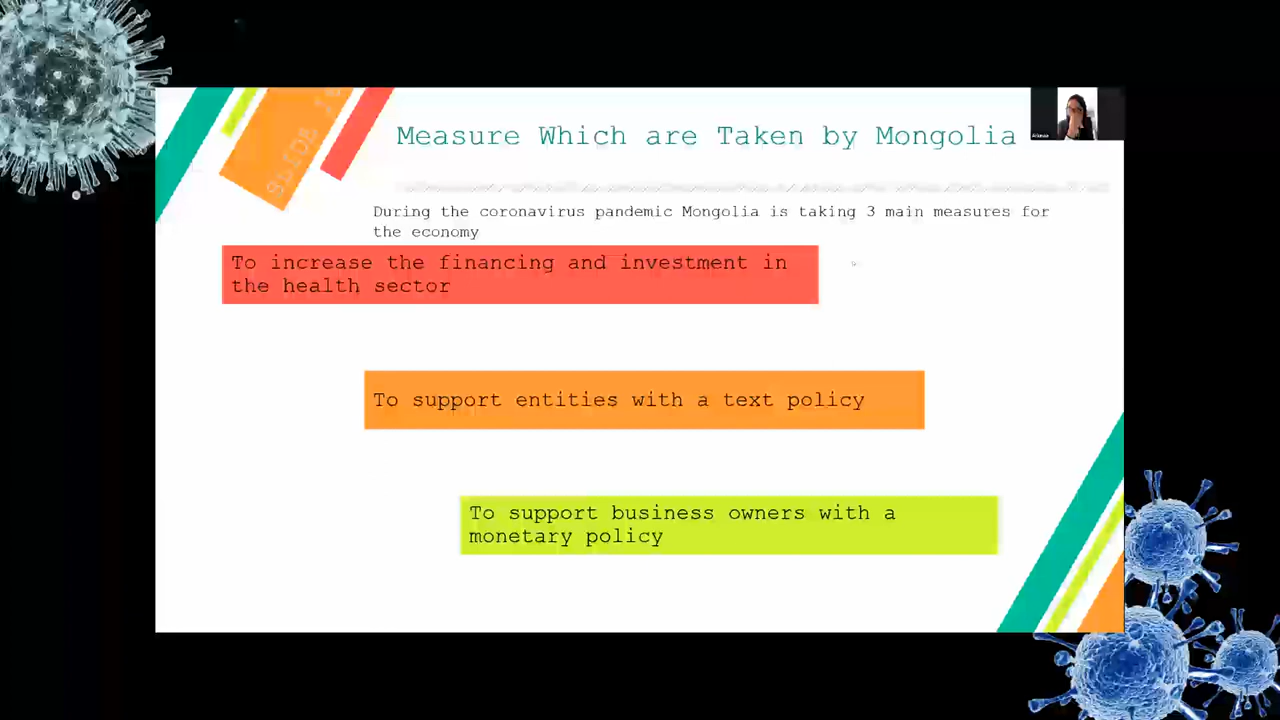 Measure Which are Taken by Mongolia
During the coronavirus pandemic Mongolia is taking 3 main measures for
the economy
To increase the financing and investment in
the health sector
To support entities with a text policy
To support business owners with a
monetary policy